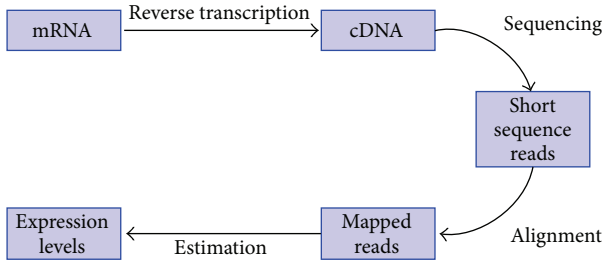 mRNA
Reverse transcription
cDNA
Sequencing
Short
sequence
reads
Alignment
Mapped
reads
Estimation
Expression
levels